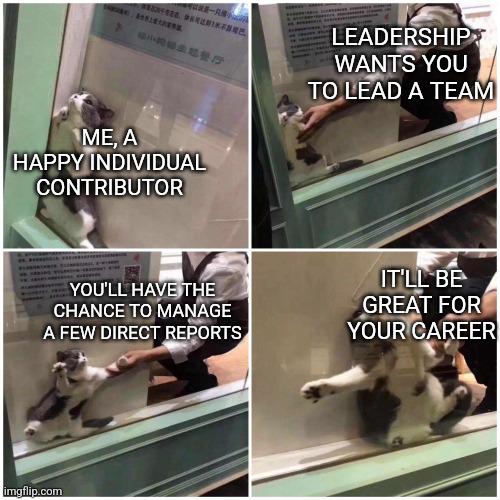 ME, A
HAPPY INDIVIDUAL
CONTRIBUTOR
LEADERSHIP
WANTS YOU
TO LEAD A TEAM
YOU'LL HAVE THE
CHANCE TO MANAGE
A FEW DIRECT REPORTS
IT'LL BE
GREAT FOR
YOUR CAREER
imgflip.com